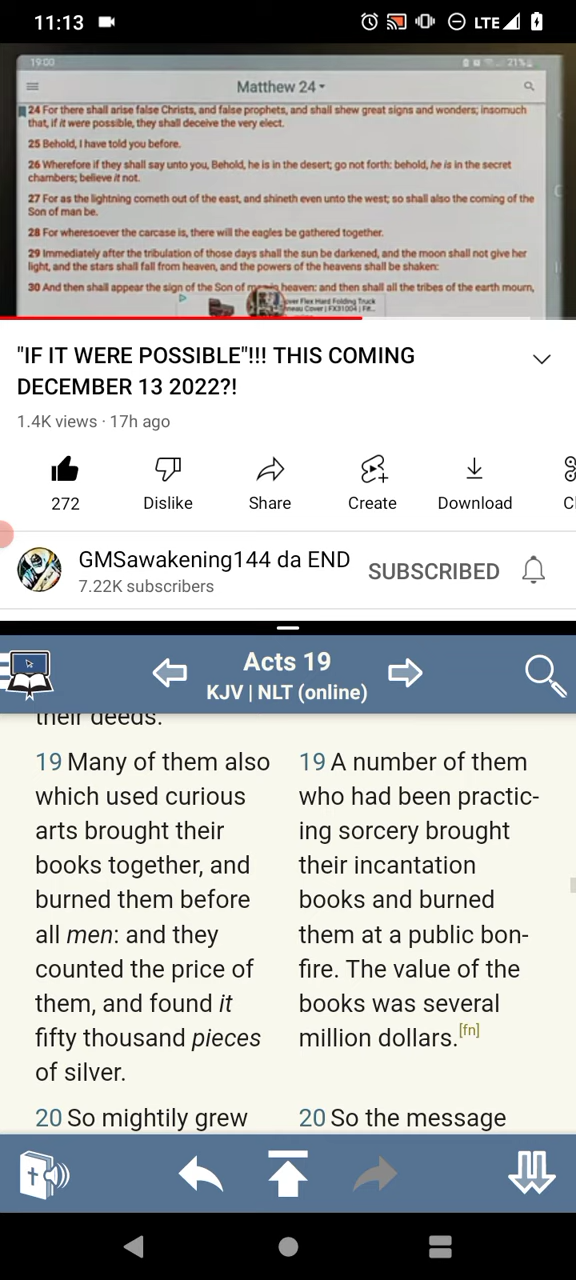 11:13
LTE
19:00
21%
Matthew 24
24 For there shall arise false Christs, and false prophets, and shall shew great signs and wonders; insomuch
that, if it were possible, they shall deceive the very elect.
25 Behold, I have told you before.
26 Wherefore if they shall say unto you, Behold, he is in the desert; go not forth: behold, he is in the secret
chambers; believe it not.
27 For as the lightning cometh out of the east, and shineth even unto the west; so shall also the coming of the
Son of man be.
28 For wheresoever the carcase is, there will the eagles be gathered together.
29 Immediately after the tribulation of those days shall the sun be darkened, and the moon shall not give her
light, and the stars shall fall from heaven, and the powers of the heavens shall be shaken:
30 And then shall appear the sign of the Son of man in heaven: and then shall all the tribes of the earth mourn,
over Flex Hard Folding Truck
nneau Cover | FX31004 | Fit...
"IF IT WERE POSSIBLE"!!! THIS COMING
DECEMBER 13 2022?!
1.4K views · 17h ago
272
Dislike
Share
Create
Download
Cl
GMSawakening144 da END
7.22K subscribers
SUBSCRIBED
Acts 19
KJV | NLT (online)
their deeds.
19 Many of them also
which used curious
arts brought their
books together, and
burned them before
all men: and they
counted the price of
them, and found it
fifty thousand pieces
of silver.
20 So mightily grew
19 A number of them
who had been practic-
ing sorcery brought
their incantation
books and burned
them at a public bon-
fire. The value of the
books was several
million dollars.[fn]
20 So the message